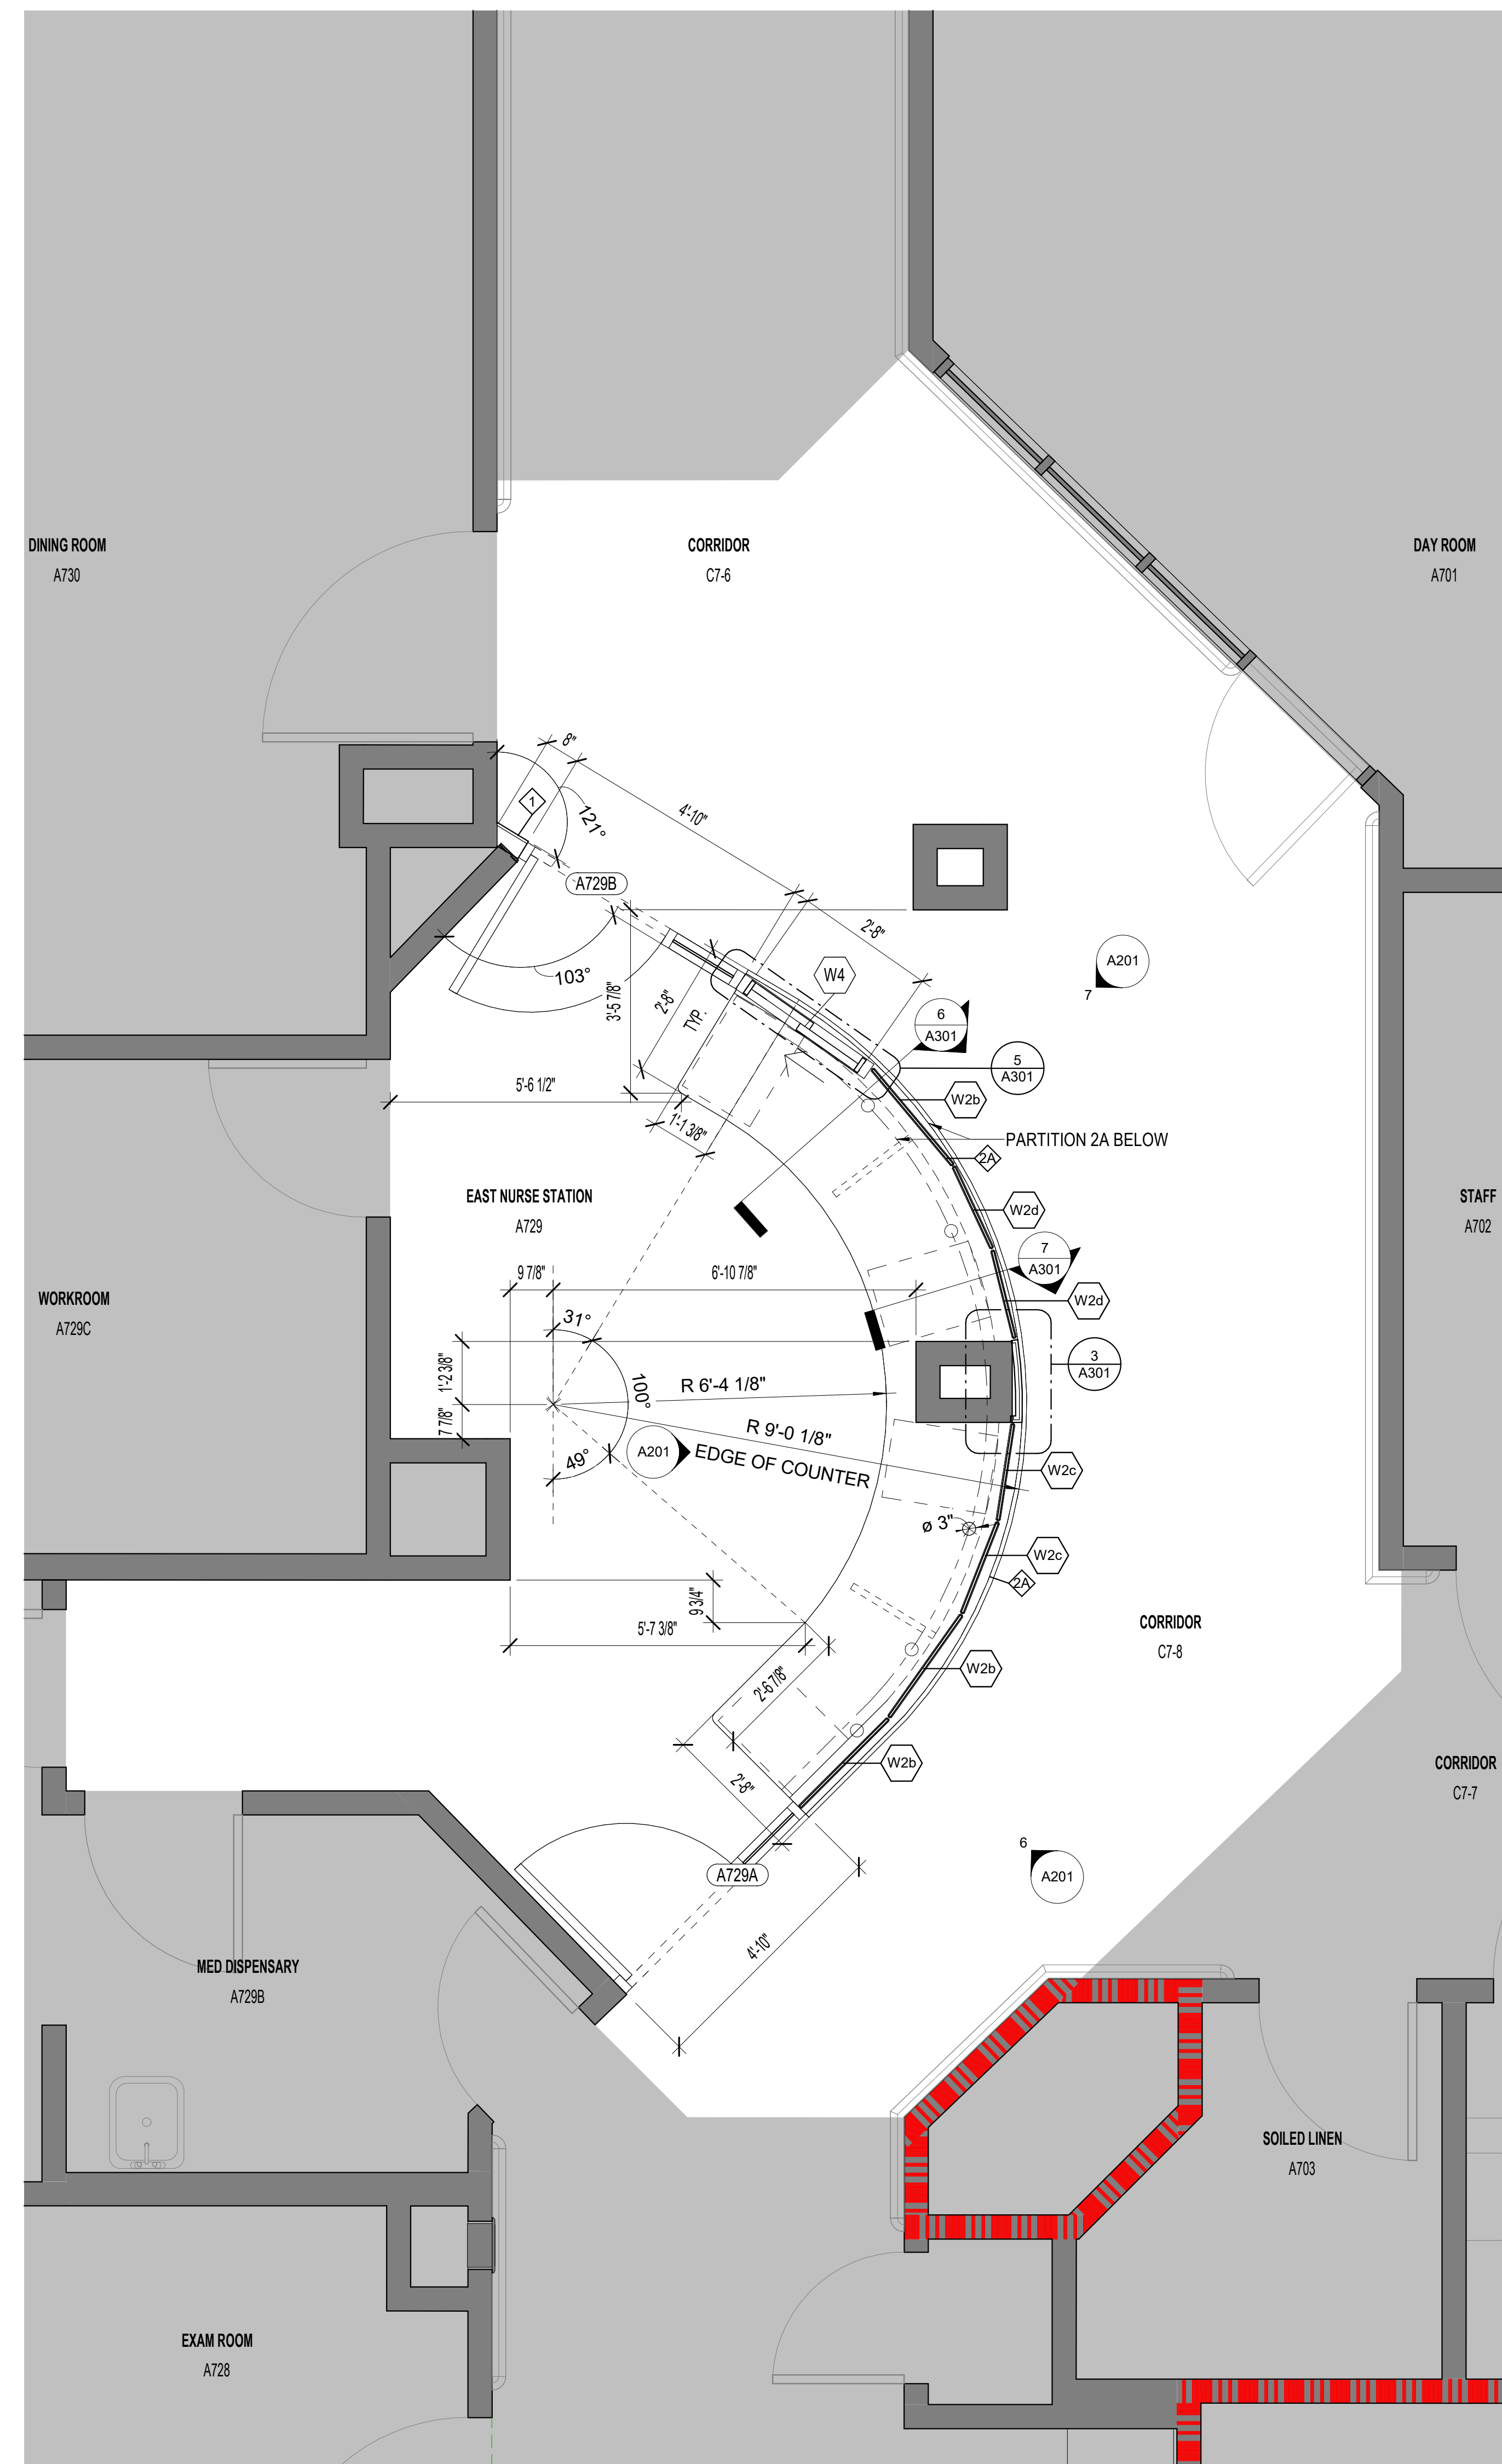 DINING ROOM
A730
CORRIDOR
C7-6
DAY ROOM
A701
8"
1
121°
4'-10"
A729B
2'-8"
103°
W4
A201
7
3'-5 7/8"
2'-8"
TYP.
6
A301
5
A301
5'-6 1/2"
W2b
1'-1 3/8"
PARTITION 2A BELOW
2A
EAST NURSE STATION
A729
STAFF
A702
W2d
7
A301
9 7/8"
6'-10 7/8"
WORKROOM
A729C
W2d
31°
3
A301
1'-2 3/8"
100°
R 6'-4 1/8"
7 7/8"
R 9'-0 1/8"
EDGE OF COUNTER
A201
49°
W2c
ø 3"
W2c
2A
9 3/4"
5'-7 3/8"
CORRIDOR
C7-8
W2b
2'-6 7/8"
W2b
2'-8"
CORRIDOR
C7-7
6
A201
A729A
4'-10"
MED DISPENSARY
A729B
SOILED LINEN
A703
EXAM ROOM
A728